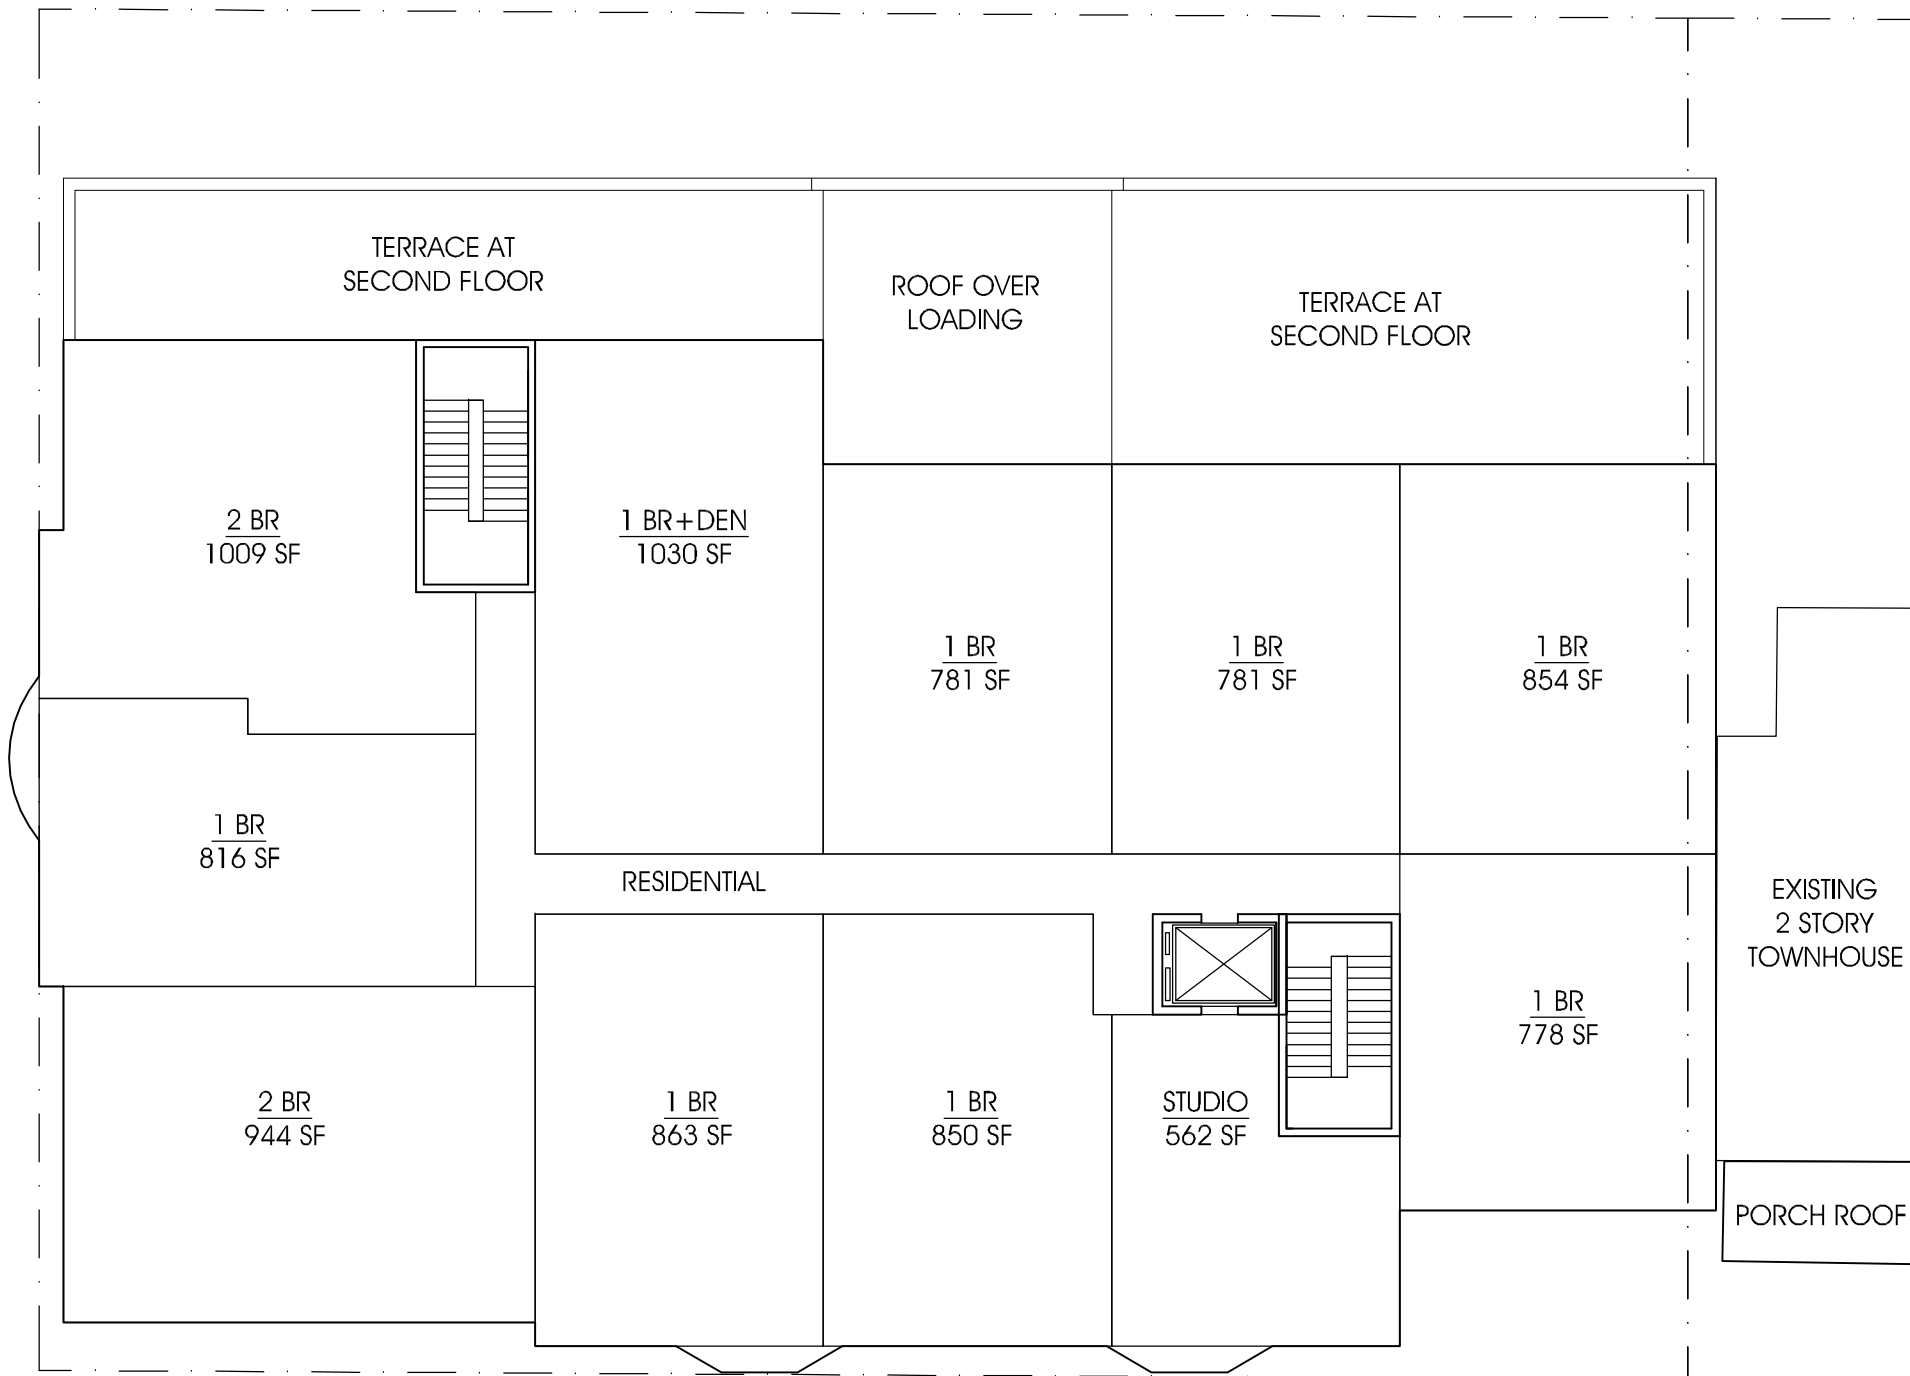 TERRACE AT
SECOND FLOOR
ROOF OVER
LOADING
TERRACE AT
SECOND FLOOR
2 BR
1009 SF
1 BR+DEN
1030 SF
1 BR
781 SF
1 BR
781 SF
1 BR
854 SF
1 BR
816 SF
RESIDENTIAL
EXISTING
2 STORY
TOWNHOUSE
1 BR
778 SF
2 BR
944 SF
1 BR
863 SF
1 BR
850 SF
STUDIO
562 SF
PORCH ROOF